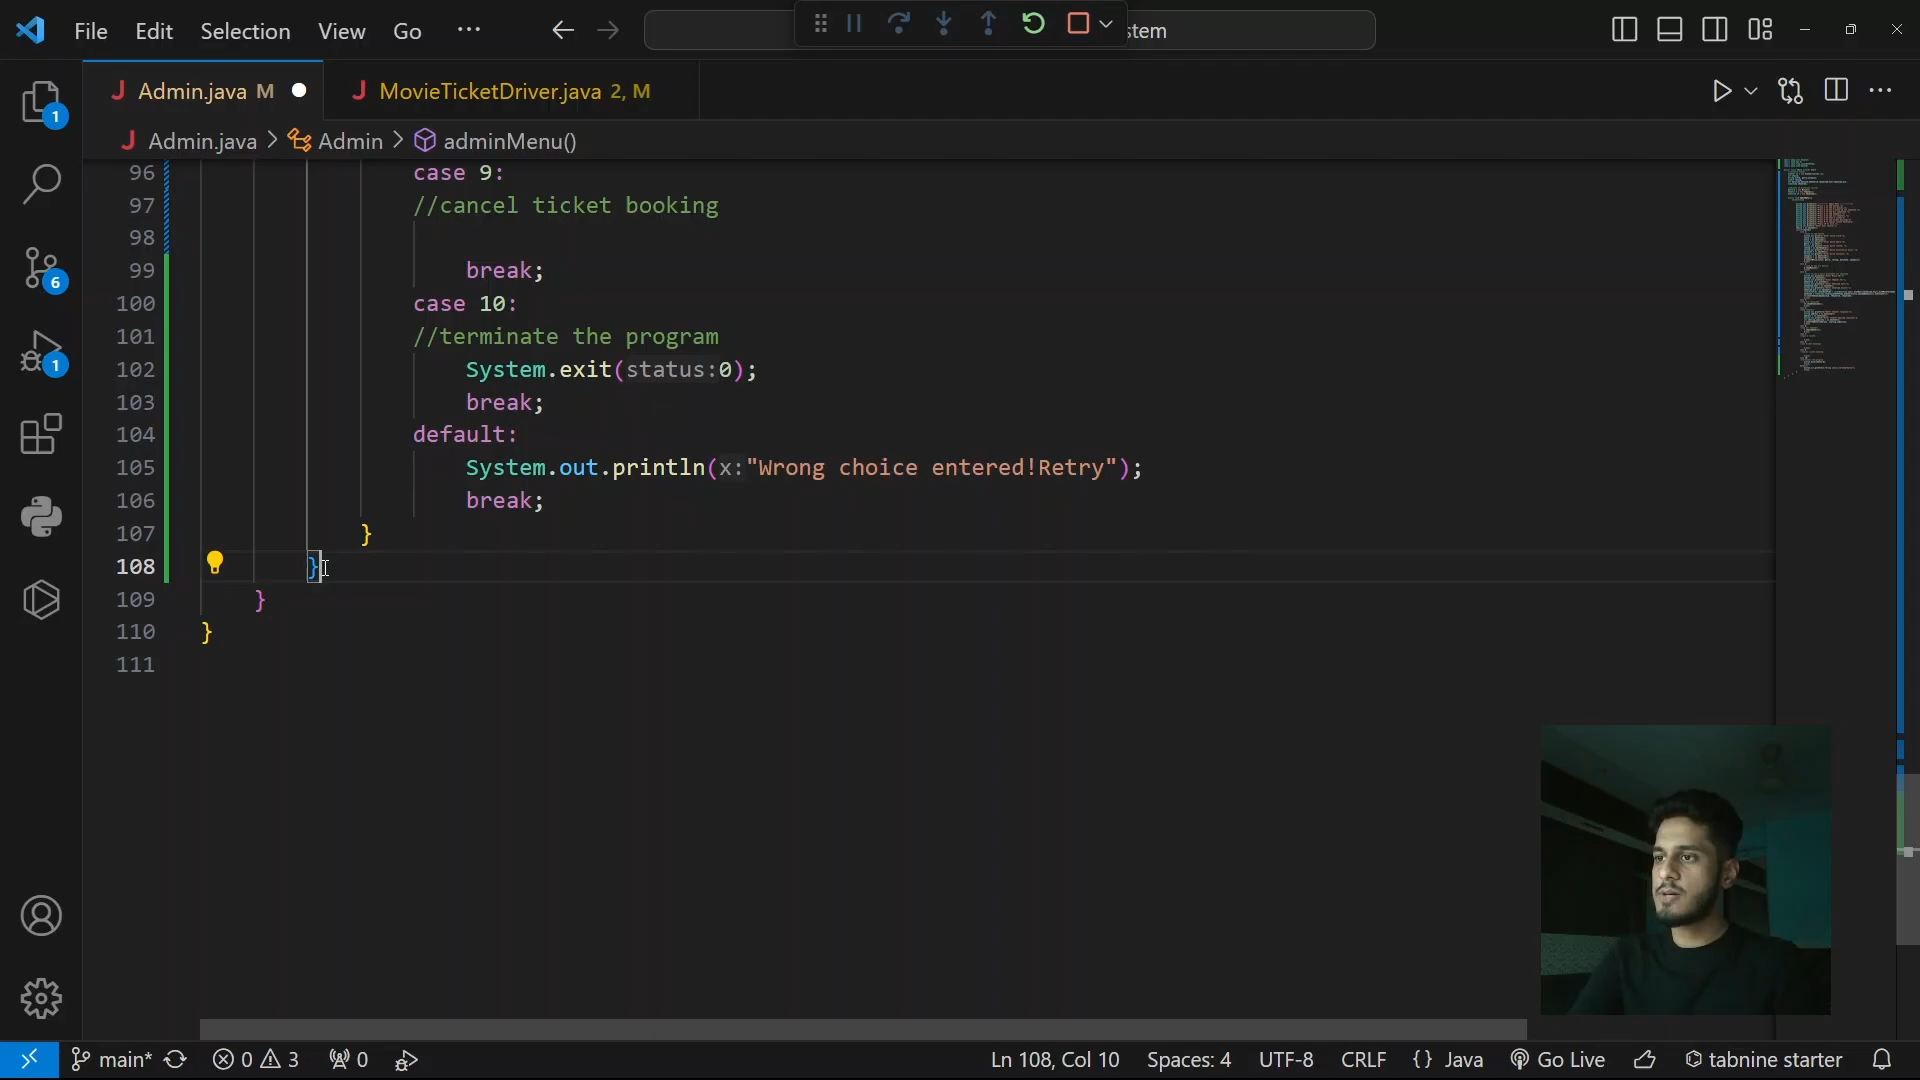 File Edit Selection View Go ··· stem
Admin.java M MovieTicketDriver.java 2, M
Admin.java > Admin > adminMenu()
96 case 9:
97 //cancel ticket booking
98
99 break;
100 case 10:
101 //terminate the program
102 System.exit(status:0);
103 break;
104 default:
105 System.out.println(x:"Wrong choice entered!Retry");
106 break;
107 }
108 }
109 }
110 }
111
1
6
1
main* 0 3 0 Ln 108, Col 10 Spaces: 4 UTF-8 CRLF {} Java Go Live tabnine starter